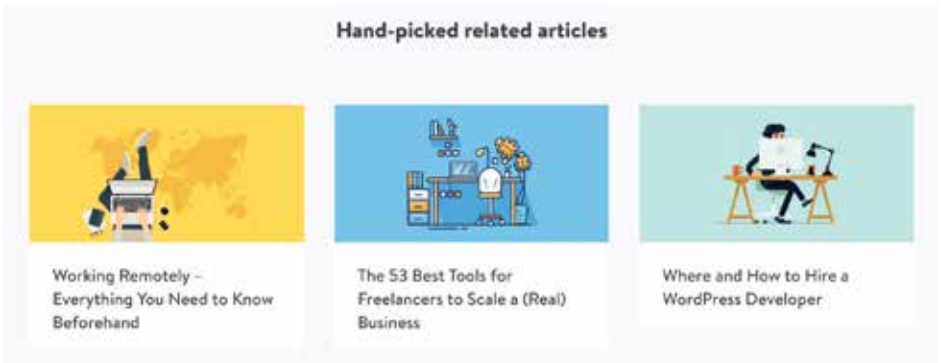 Hand-picked related articles
Working Remotely –
Everything You Need to Know
Beforehand
The 53 Best Tools for
Freelancers to Scale a (Real)
Business
Where and How to Hire a
WordPress Developer